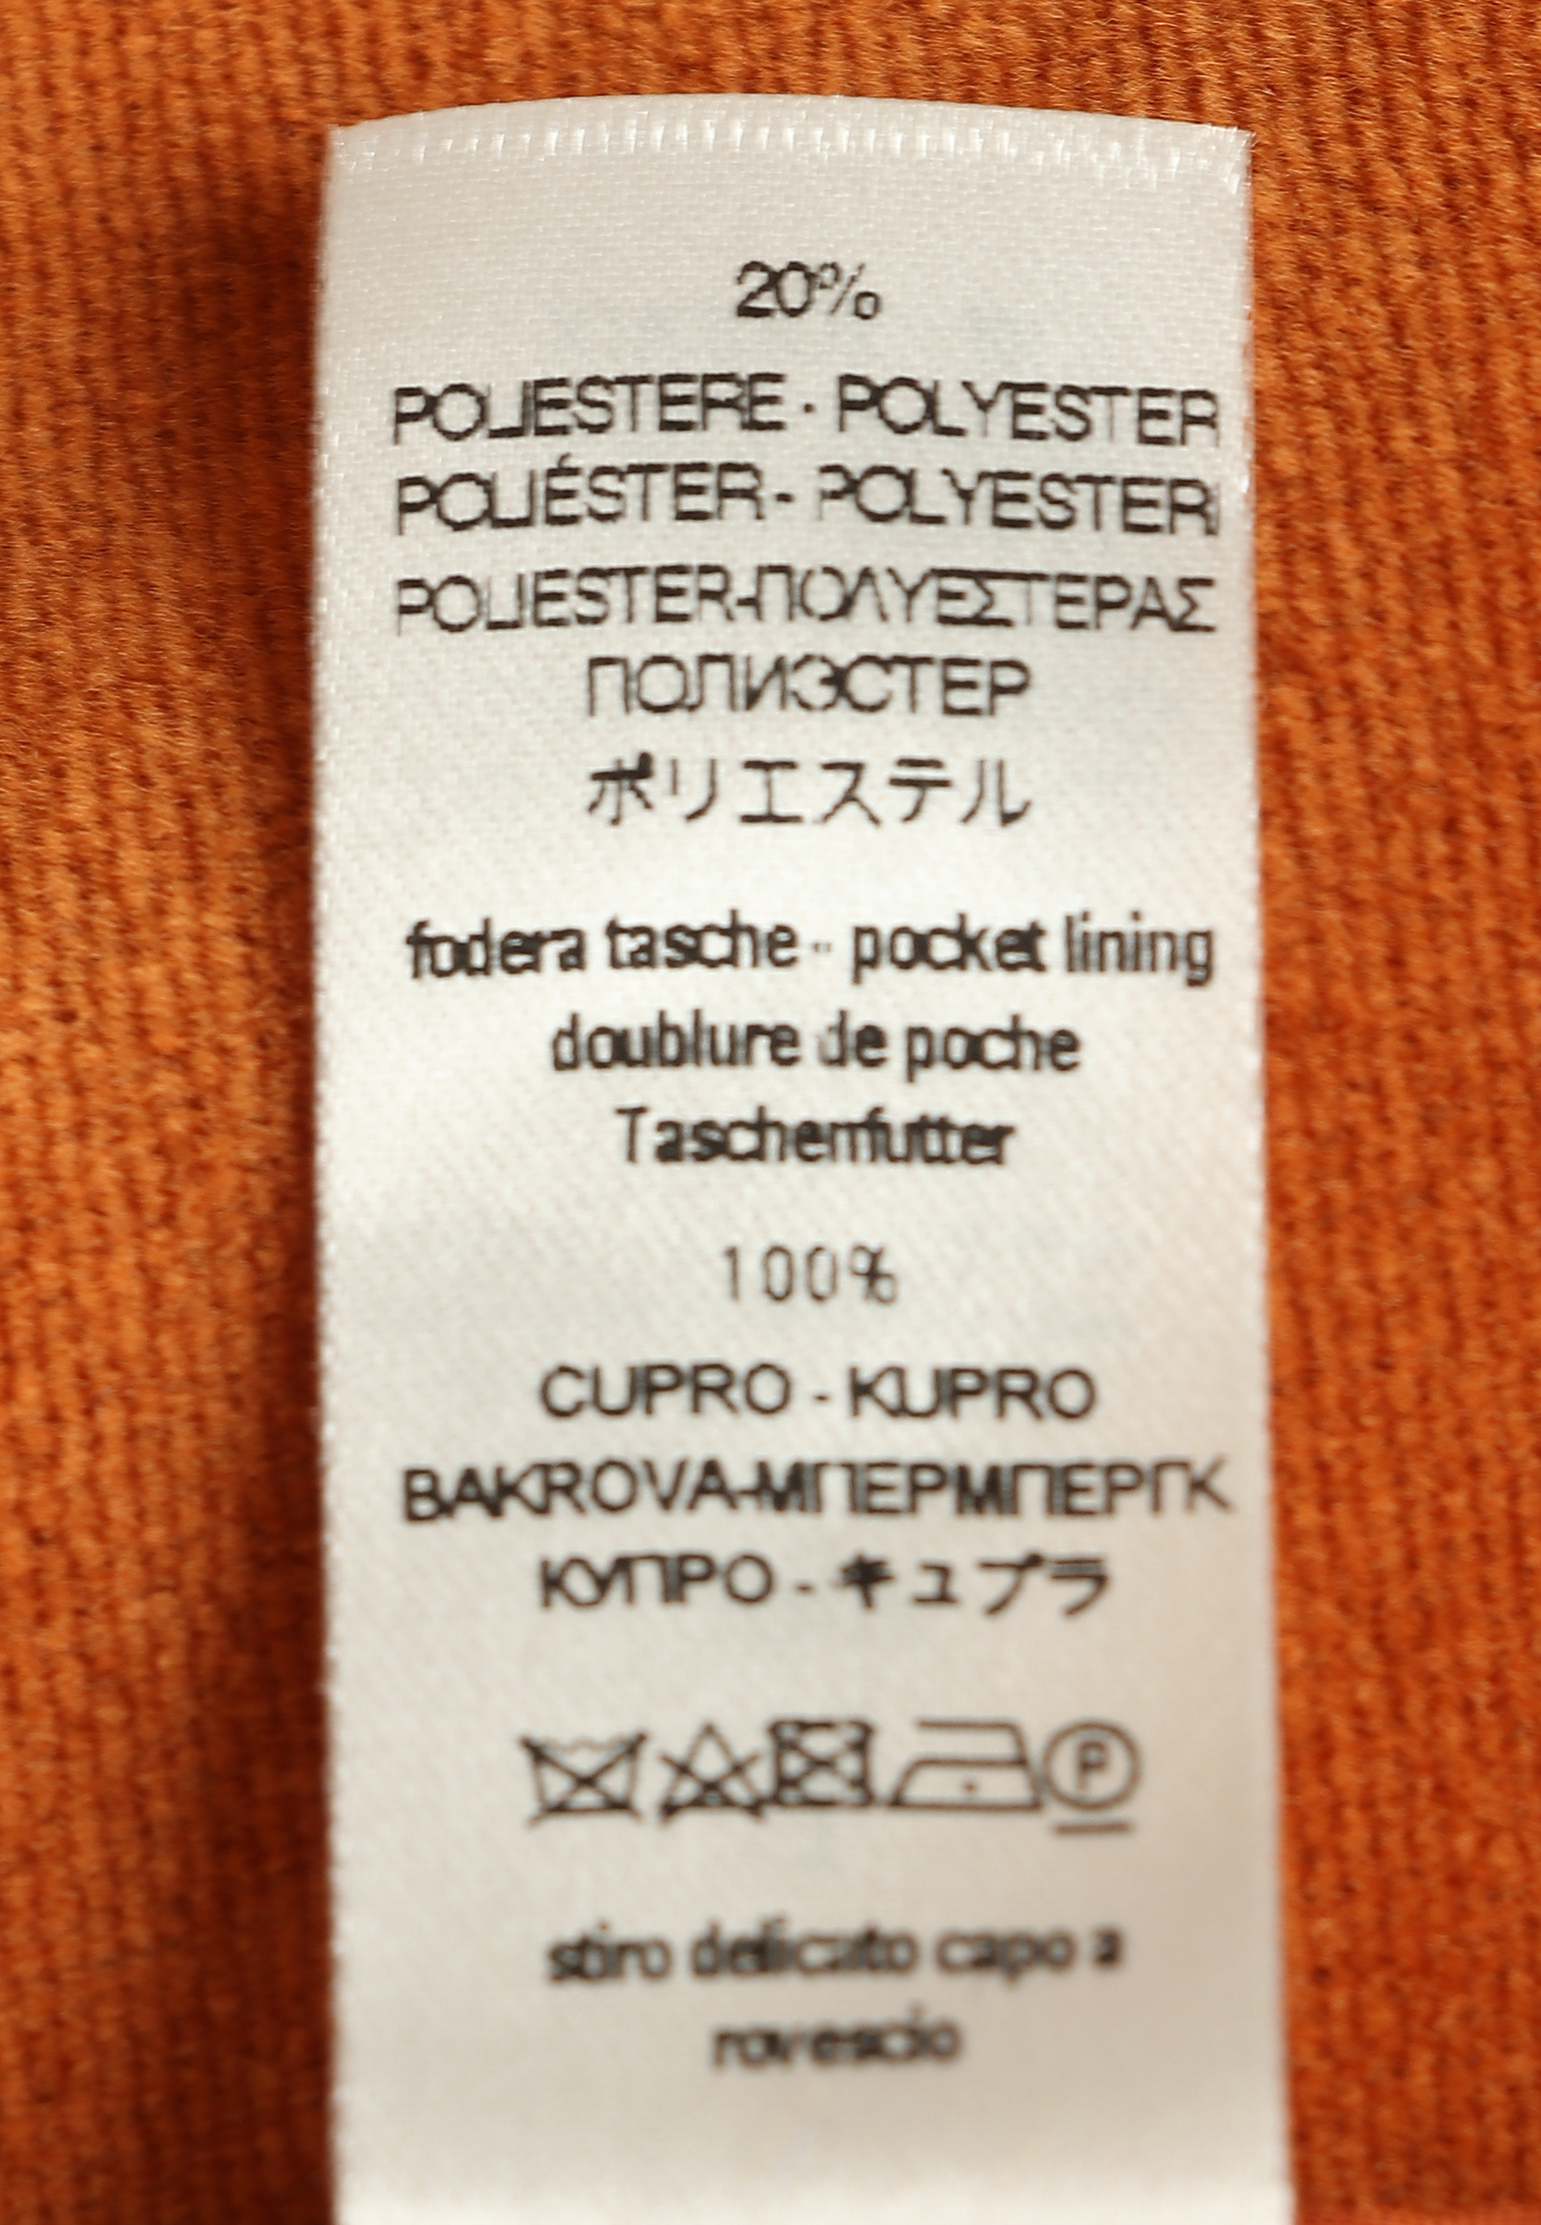 20%
POLIESTERE · POLYESTER
POLIÉSTER - POLYESTER
POLIESTER-ΠΟΛΥΕΣΤΕΡΑΣ
ПОЛИЭСТЕР
ポリエステル
fodera tasche - pocket lining
doublure de poche
Taschenfutter
100%
CUPRO - KUPRO
BAKROVA-ΜΠΕΡΜΠΕΡΓΚ
КУПРО - キュプラ
P
stiro delicato capo a
rovescio